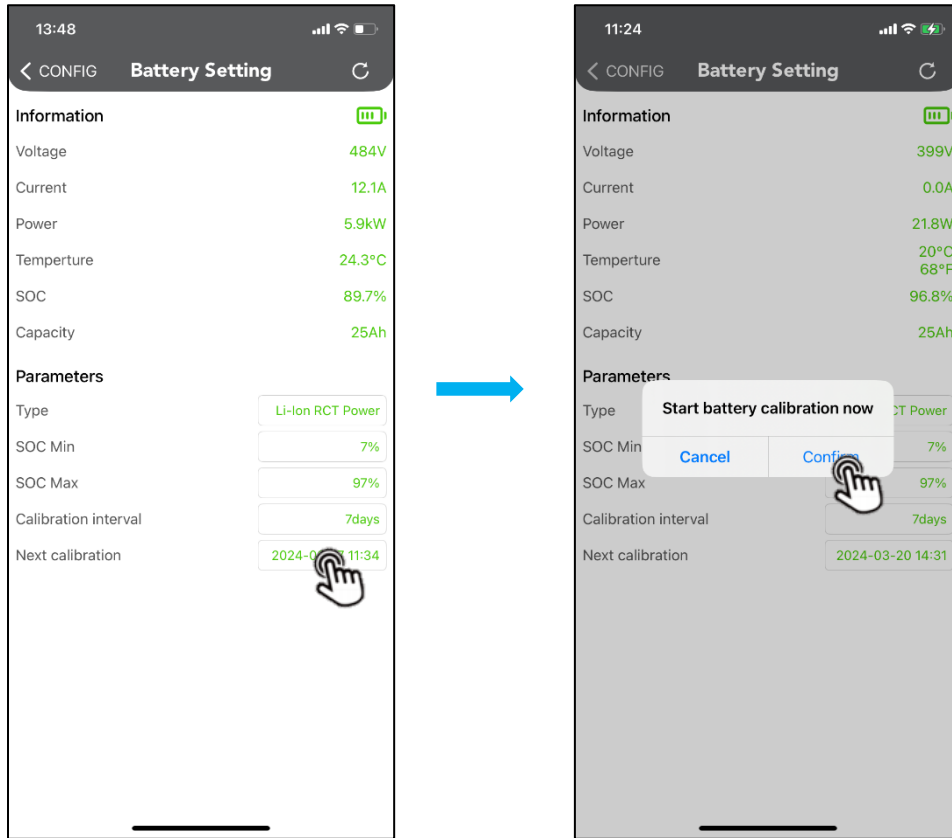 13:48
CONFIG Battery Setting
Information
Voltage 484V
Current 12.1A
Power 5.9kW
Temperture 24.3°C
SOC 89.7%
Capacity 25Ah
Parameters
Type Li-Ion RCT Power
SOC Min 7%
SOC Max 97%
Calibration interval 7days
Next calibration 11:34
11:24
CONFIG Battery Setting
Information
Voltage 399V
Current 0.0A
Power 21.8W
Temperture 20°C
68°F
SOC 96.8%
Capacity 25Ah
Parameters
Type Power
Start battery calibration now
SOC Min 7%
Cancel
SOC Max 97%
Calibration interval 7days
Next calibration 2024-03-20 14:31